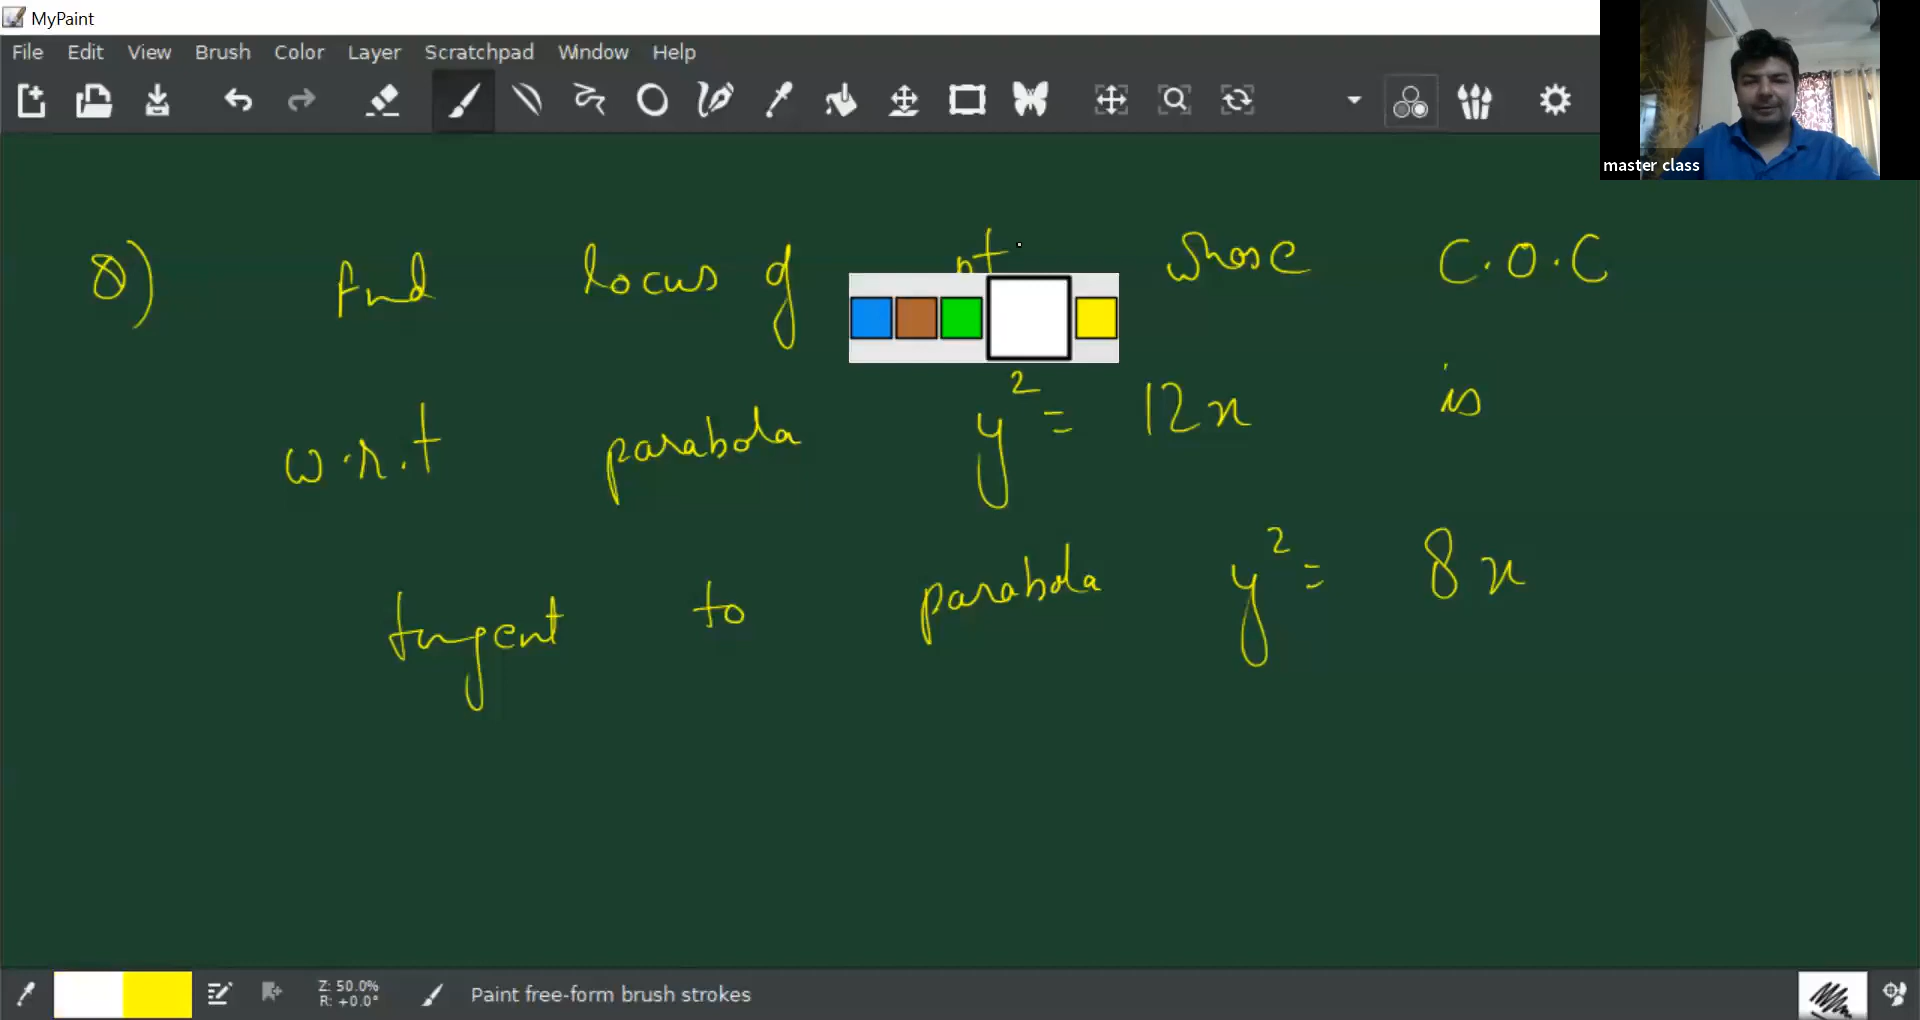 MyPaint
File Edit View Brush Color Layer Scratchpad Window Help
master class
Q) find locus of pt. whose C.O.C
w.r.t parabola y² = 12x is
tangent to parabola y² = 8x
Z: 50.0%
R: +0.0°
Paint free-form brush strokes